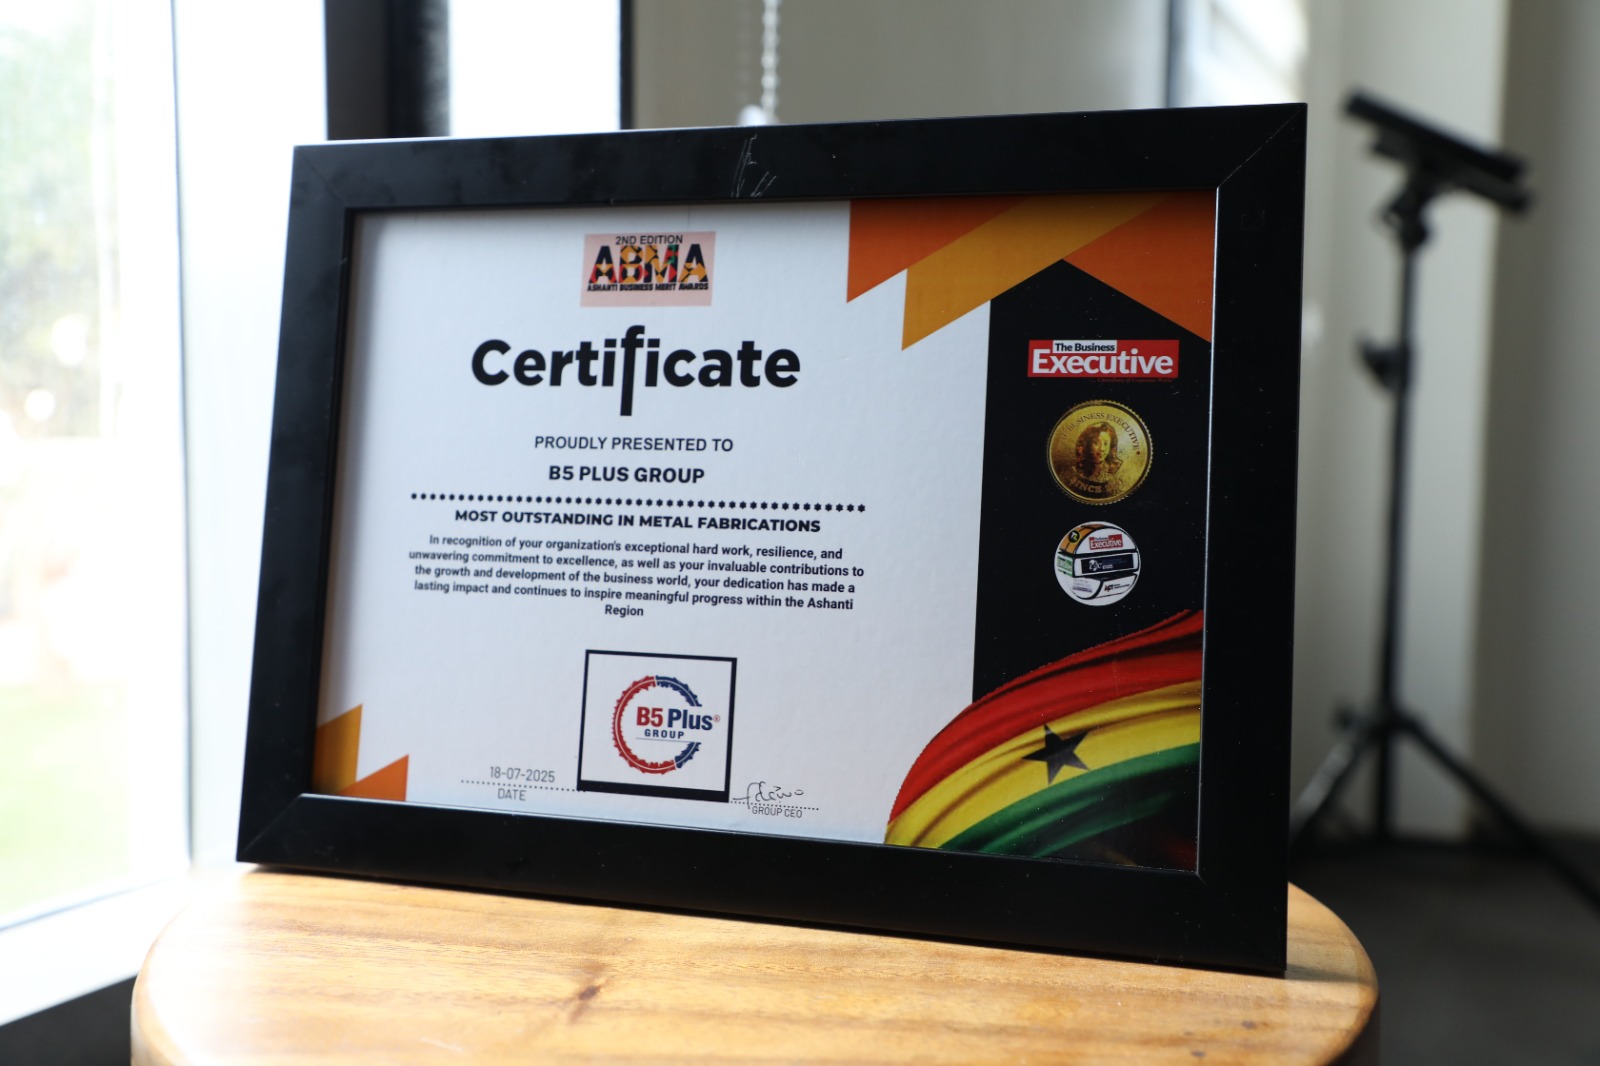 2ND EDITION
ABMA
ASHANTI BUSINESS MERIT AWARDS
Certificate
PROUDLY PRESENTED TO
B5 PLUS GROUP
MOST OUTSTANDING IN METAL FABRICATIONS
In recognition of your organization's exceptional hard work, resilience, and
unwavering commitment to excellence, as well as your invaluable contributions to
the growth and development of the business world, your dedication has made a
lasting impact and continues to inspire meaningful progress within the Ashanti
Region
B5 Plus®
GROUP
18-07-2025
DATE
GROUP CEO
The Business
Executive
BUSINESS EXECUTIVE
SINCE
Executive